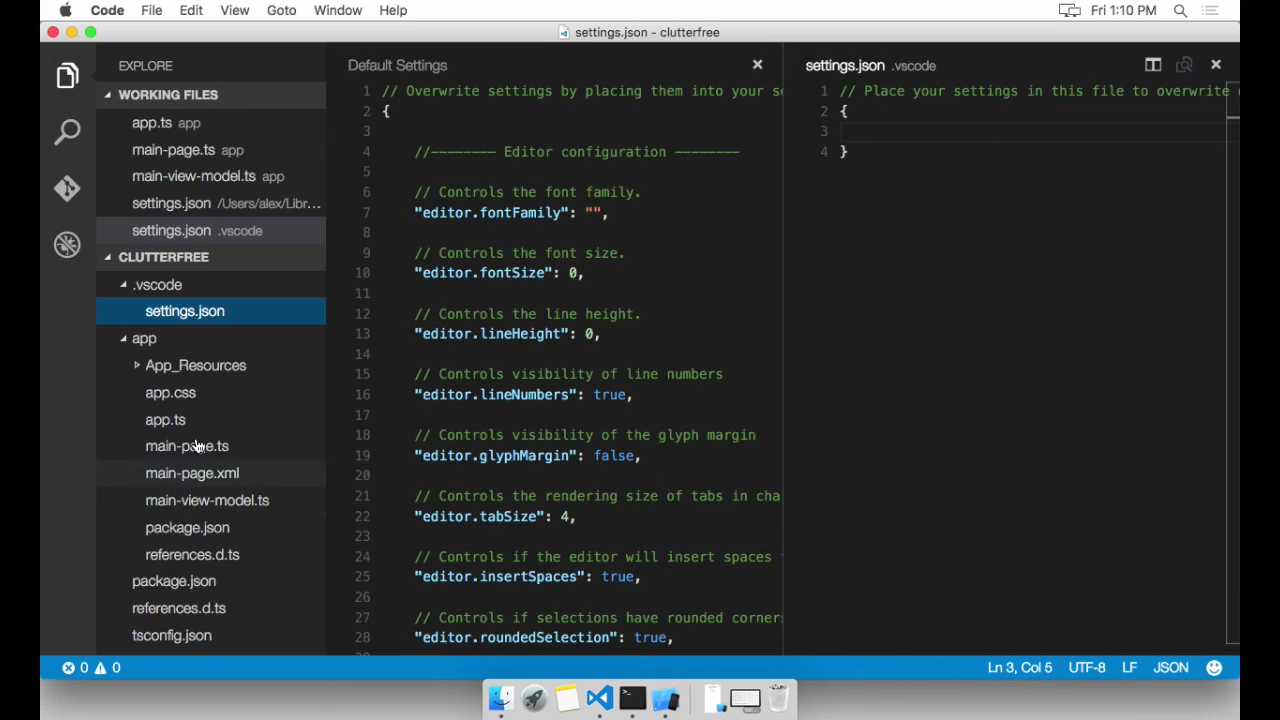 Code File Edit View Goto Window Help Fri 1:10 PM
settings.json - clutterfree
EXPLORE
WORKING FILES
app.ts app
main-page.ts app
main-view-model.ts app
settings.json /Users/alex/Libr...
settings.json .vscode
CLUTTERFREE
.vscode
settings.json
app
App_Resources
app.css
app.ts
main-page.ts
main-page.xml
main-view-model.ts
package.json
references.d.ts
package.json
references.d.ts
tsconfig.json
Default Settings
1 // Overwrite settings by placing them into your
2 {
3
4 //———————— Editor configuration ————————
5
6 // Controls the font family.
7 "editor.fontFamily": "",
8
9 // Controls the font size.
10 "editor.fontSize": 0,
11
12 // Controls the line height.
13 "editor.lineHeight": 0,
14
15 // Controls visibility of line numbers
16 "editor.lineNumbers": true,
17
18 // Controls visibility of the glyph margin
19 "editor.glyphMargin": false,
20
21 // Controls the rendering size of tabs in cha
22 "editor.tabSize": 4,
23
24 // Controls if the editor will insert spaces
25 "editor.insertSpaces": true,
26
27 // Controls if selections have rounded corner
28 "editor.roundedSelection": true,
settings.json .vscode
1 // Place your settings in this file to overwrite
2 {
3
4 }
0 0 Ln 3, Col 5 UTF-8 LF JSON